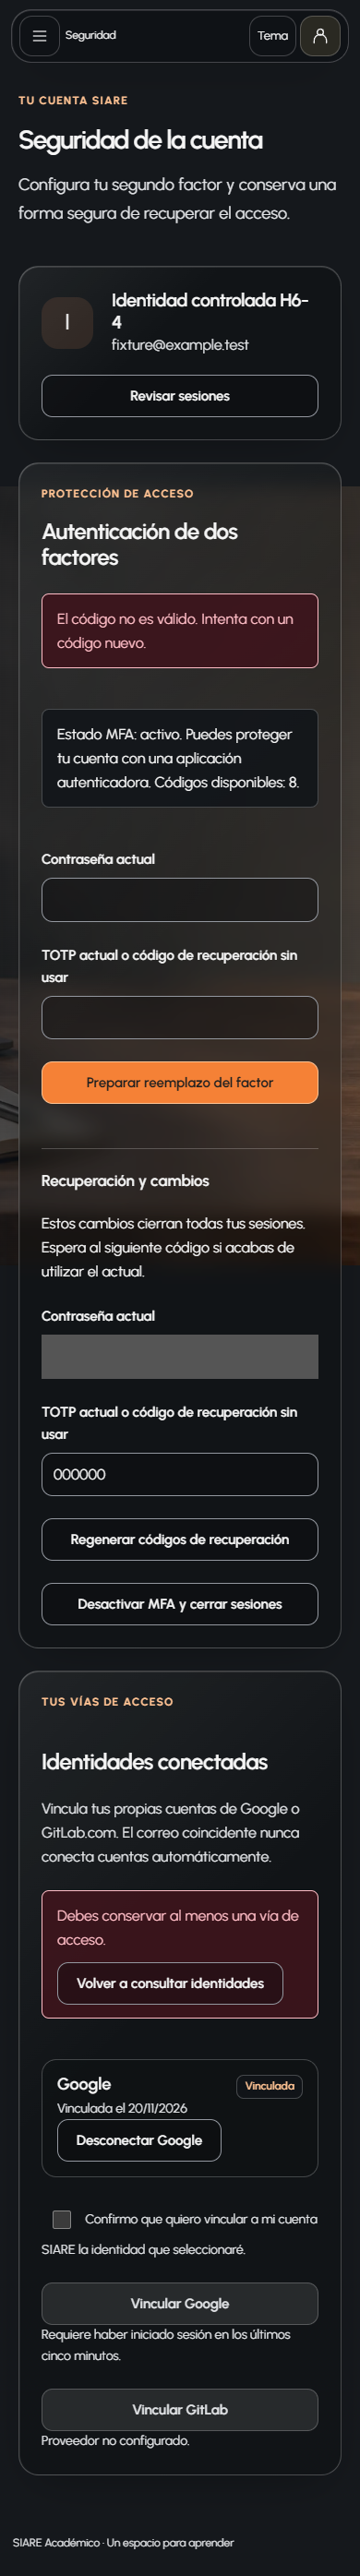 Seguridad
Tema
TU CUENTA SIARE
Seguridad de la cuenta
Configura tu segundo factor y conserva una
forma segura de recuperar el acceso.
I
Identidad controlada H6-
4
fixture@example.test
Revisar sesiones
PROTECCIÓN DE ACCESO
Autenticación de dos
factores
El código no es válido. Intenta con un
código nuevo.
Estado MFA: activo. Puedes proteger
tu cuenta con una aplicación
autenticadora. Códigos disponibles: 8.
Contraseña actual
TOTP actual o código de recuperación sin
usar
Preparar reemplazo del factor
Recuperación y cambios
Estos cambios cierran todas tus sesiones.
Espera al siguiente código si acabas de
utilizar el actual.
Contraseña actual
TOTP actual o código de recuperación sin
usar
000000
Regenerar códigos de recuperación
Desactivar MFA y cerrar sesiones
TUS VÍAS DE ACCESO
Identidades conectadas
Vincula tus propias cuentas de Google o
GitLab.com. El correo coincidente nunca
conecta cuentas automáticamente.
Debes conservar al menos una vía de
acceso.
Volver a consultar identidades
Google
Vinculada
Vinculada el 20/11/2026
Desconectar Google
Confirmo que quiero vincular a mi cuenta
SIARE la identidad que seleccionaré.
Vincular Google
Requiere haber iniciado sesión en los últimos
cinco minutos.
Vincular GitLab
Proveedor no configurado.
SIARE Académico · Un espacio para aprender